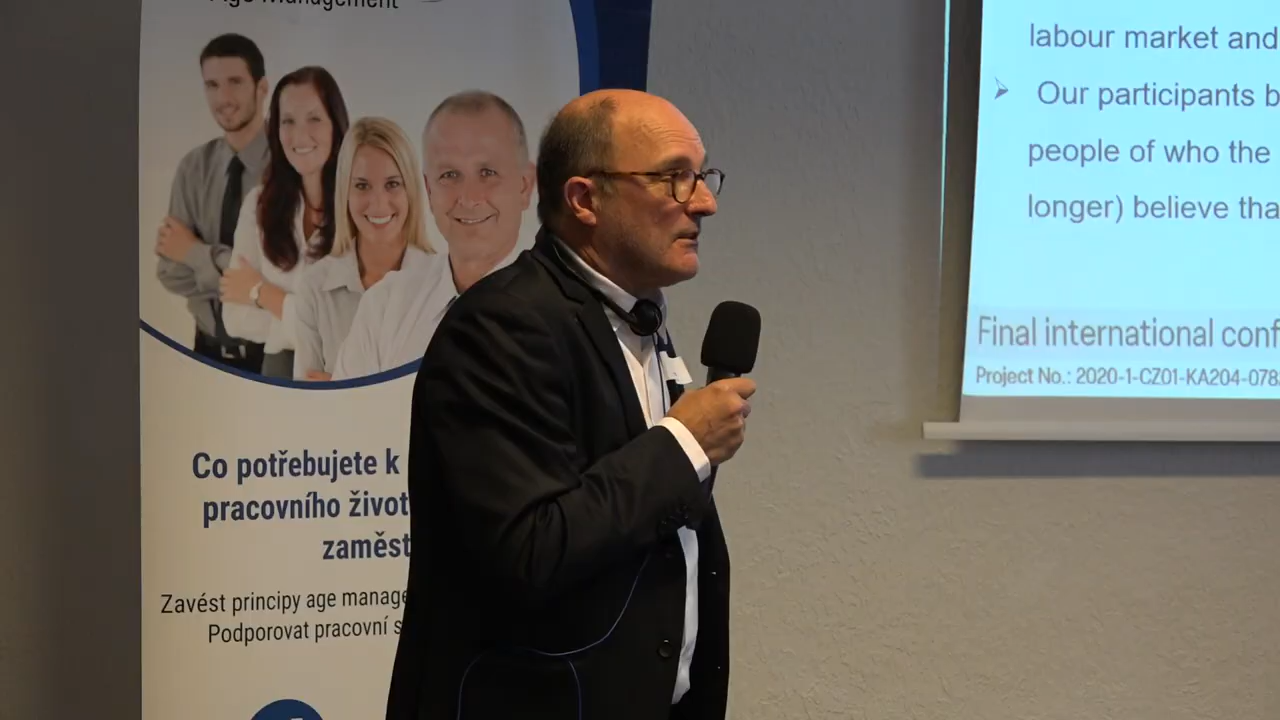 Age Management
Co potřebujete k
pracovního život
zaměst
Zavést principy age manage
Podporovat pracovní s
labour market and
➢ Our participants b
people of who the
longer) believe tha
Final international conf
Project No.: 2020-1-CZ01-KA204-078